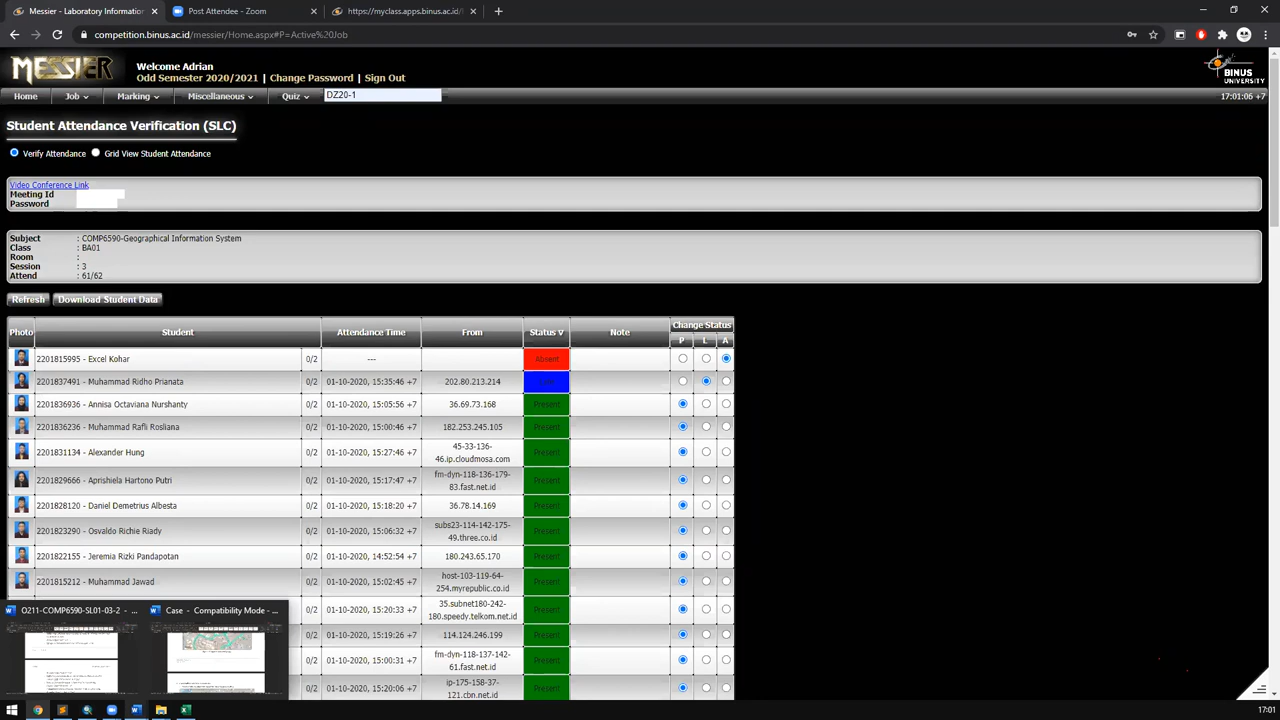 Messier - Laboratory Informatio
Post Attendee - Zoom
https://myclass.apps.binus.ac.id/
competition.binus.ac.id/messier/Home.aspx#P=Active%20Job
MESSIER
Welcome Adrian
Odd Semester 2020/2021 | Change Password | Sign Out
BINUS
UNIVERSITY
Home
Job
Marking
Miscellaneous
Quiz
DZ20-1
17:01:06 +7
Student Attendance Verification (SLC)
Verify Attendance
Grid View Student Attendance
Video Conference Link
Meeting Id
Password
Subject : COMP6590-Geographical Information System
Class : BA01
Room :
Session : 3
Attend : 61/62
Refresh
Download Student Data
Photo Student Attendance Time From Status ∇ Note Change Status
P L A
2201815995 - Excel Kohar 0/2 --- Absent
2201837491 - Muhammad Ridho Prianata 0/2 01-10-2020, 15:35:46 +7 202.80.213.214
2201836936 - Annisa Octaviana Nurshanty 0/2 01-10-2020, 15:05:56 +7 36.69.73.168 Present
2201836236 - Muhammad Rafli Rosliana 0/2 01-10-2020, 15:00:46 +7 182.253.245.105 Present
2201831134 - Alexander Hung 0/2 01-10-2020, 15:27:46 +7 45-33-136-
46.ip.cloudmosa.com Present
2201829666 - Aprishiela Hartono Putri 0/2 01-10-2020, 15:17:47 +7 fm-dyn-118-136-179-
83.fast.net.id Present
2201828120 - Daniel Demetrius Albesta 0/2 01-10-2020, 15:18:20 +7 36.78.14.169 Present
2201823290 - Osvaldo Richie Riady 0/2 01-10-2020, 15:06:32 +7 subs23-114-142-175-
49.three.co.id Present
2201822155 - Jeremia Rizki Pandapotan 0/2 01-10-2020, 14:52:54 +7 180.243.65.170 Present
2201815212 - Muhammad Jawad 0/2 01-10-2020, 15:02:45 +7 host-103-119-64-
254.myrepublic.co.id Present
0/2 01-10-2020, 15:20:33 +7 35.subnet180-242-
180.speedy.telkom.net.id Present
0/2 01-10-2020, 15:19:26 +7 114.124.246.199 Present
0/2 01-10-2020, 15:00:31 +7 fm-dyn-118-137-142-
61.fast.net.id Present
0/2 01-10-2020, 15:20:06 +7 ip-175-158-37-
121.cbn.net.id Present
O211-COMP6590-SL01-03-2 - ...
Case - Compatibility Mode - ...
17:01